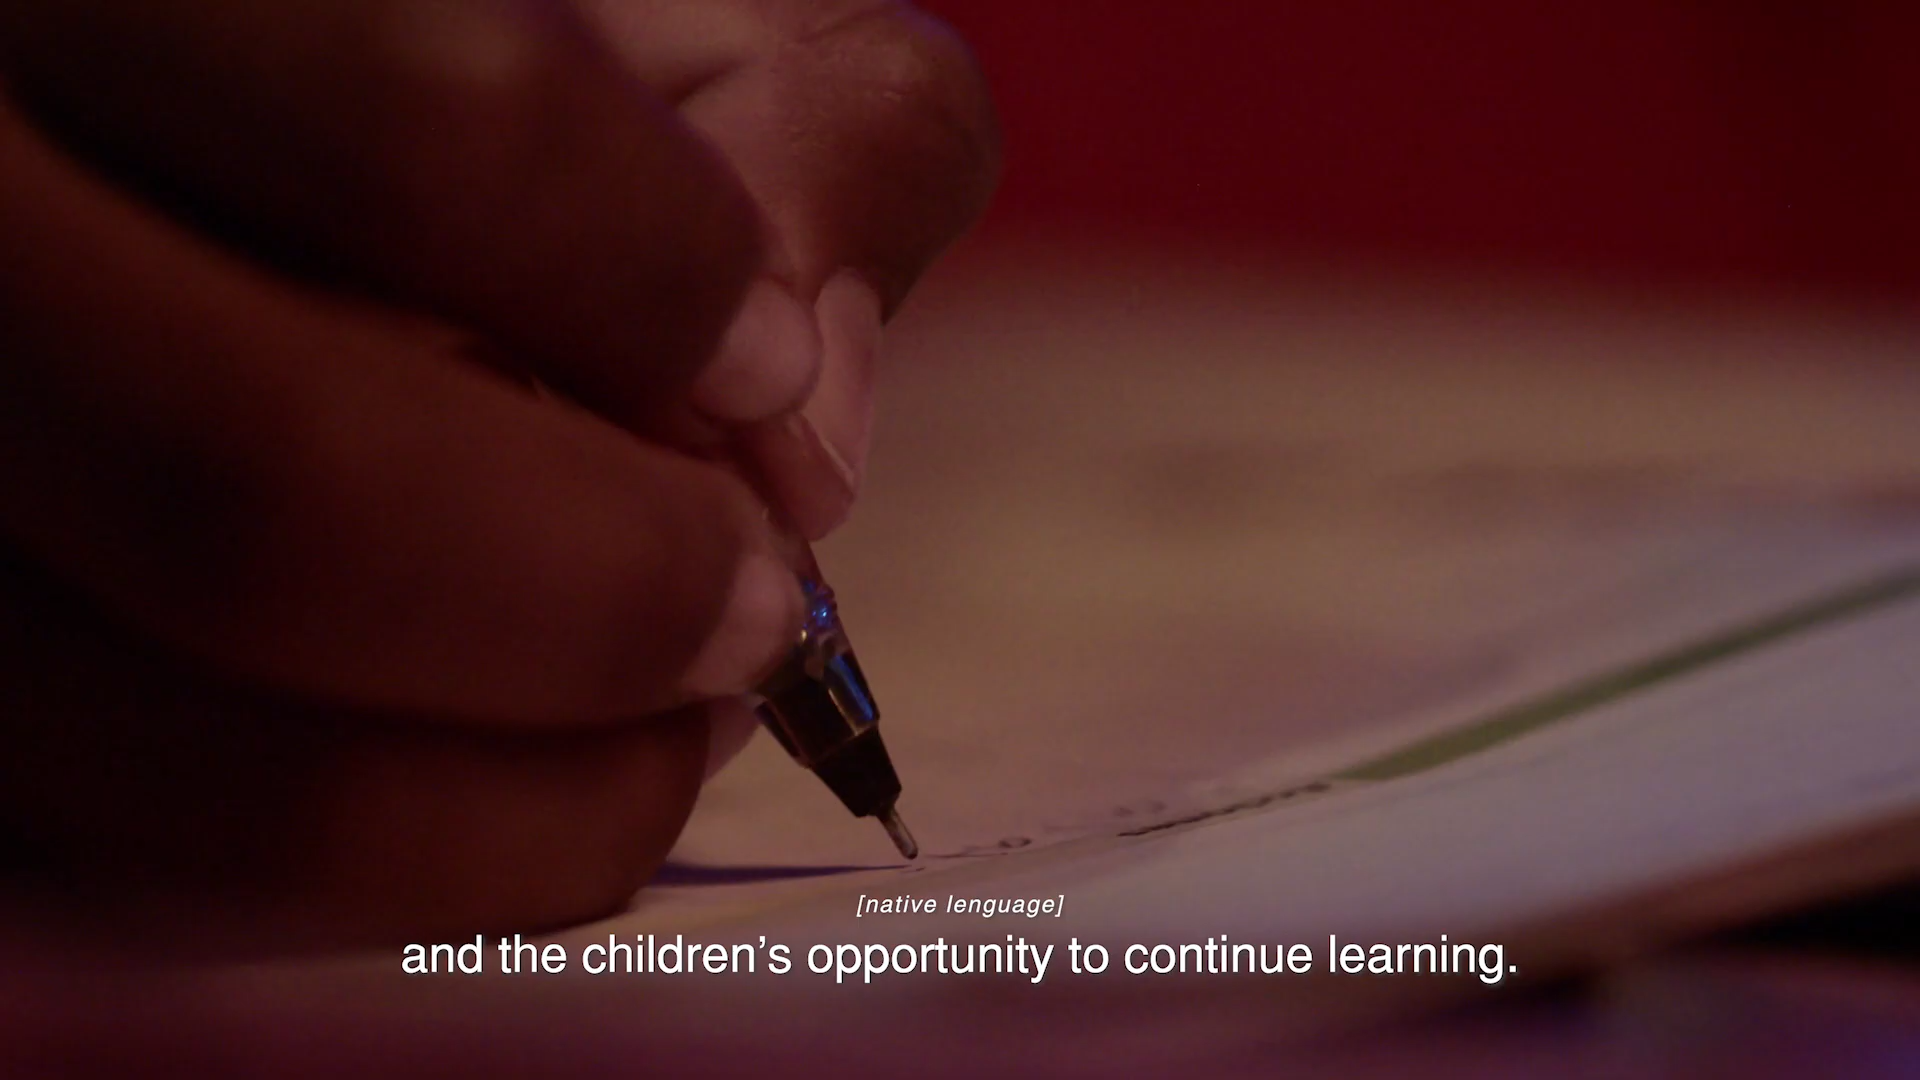 [native lenguage]
and the children’s opportunity to continue learning.